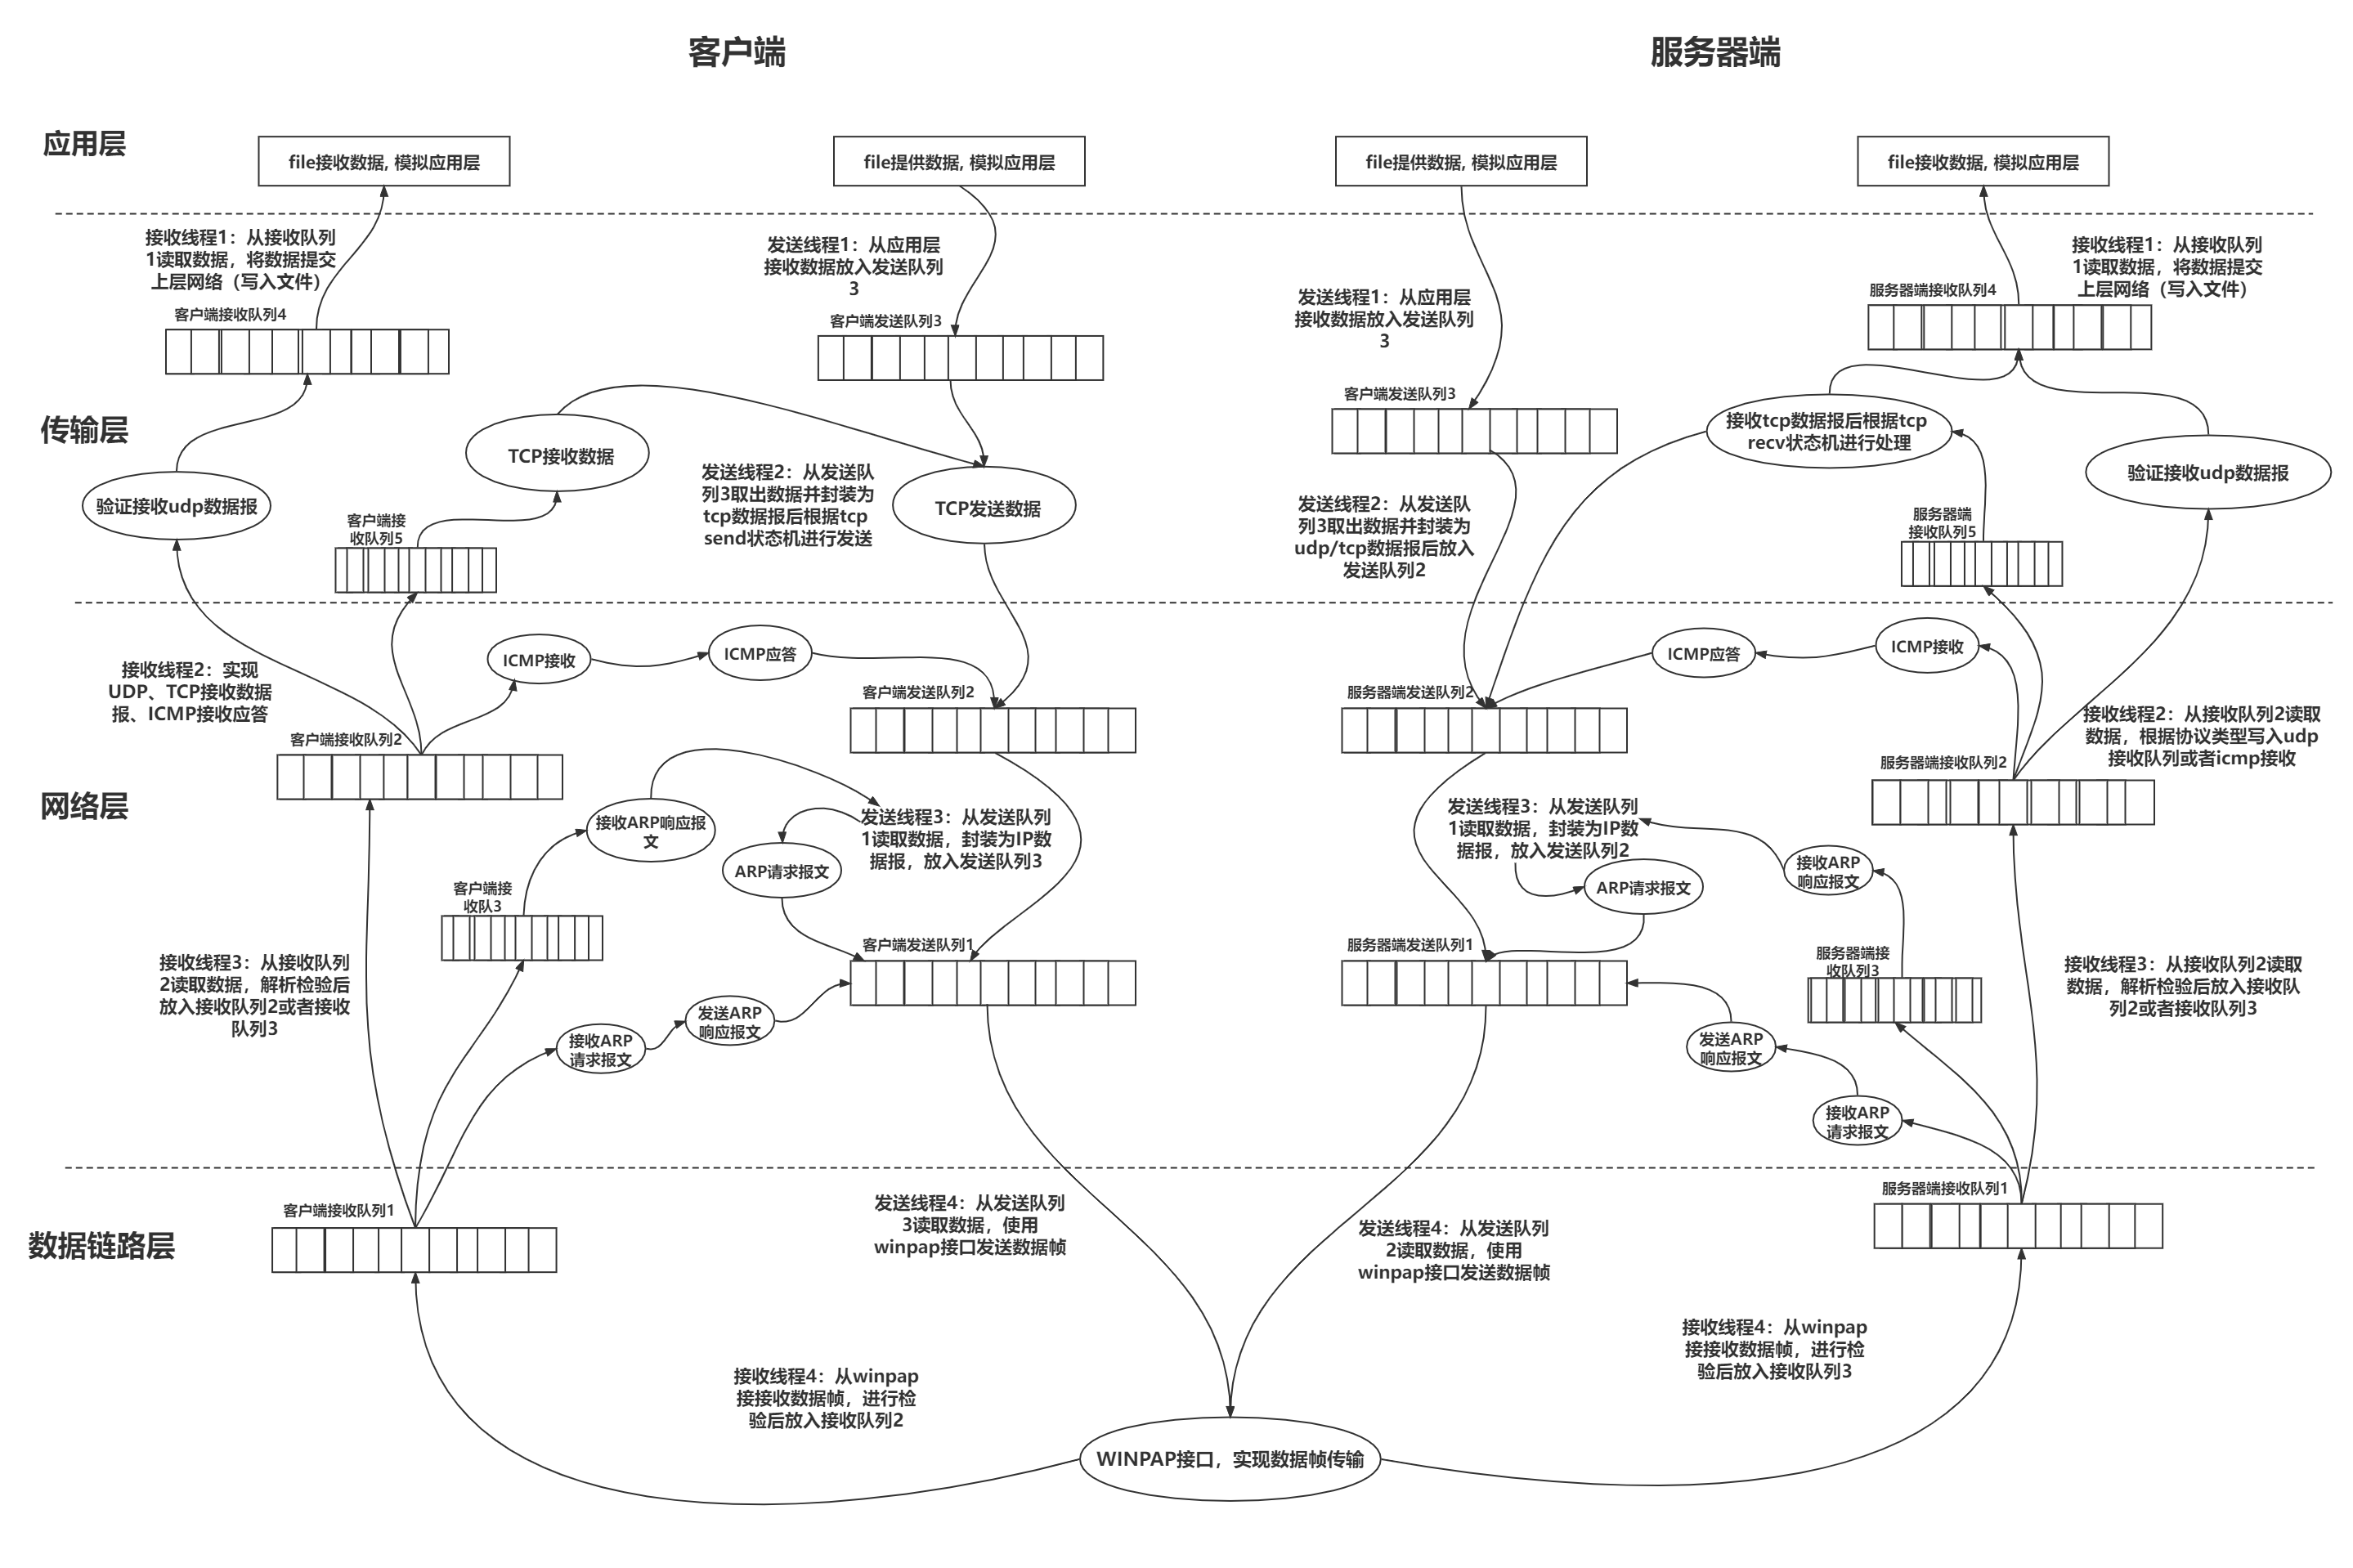 客户端
服务器端
应用层
file接收数据, 模拟应用层
file提供数据, 模拟应用层
file提供数据, 模拟应用层
file接收数据, 模拟应用层
接收线程1：从接收队列
1读取数据，将数据提交
上层网络（写入文件）
客户端接收队列4
发送线程1：从应用层
接收数据放入发送队列
3
客户端发送队列3
发送线程1：从应用层
接收数据放入发送队列
3
客户端发送队列3
接收线程1：从接收队列
1读取数据，将数据提交
上层网络（写入文件）
服务器端接收队列4
传输层
验证接收udp数据报
客户端接
收队列5
TCP接收数据
发送线程2：从发送队
列3取出数据并封装为
tcp数据报后根据tcp
send状态机进行发送
TCP发送数据
发送线程2：从发送队
列3取出数据并封装为
udp/tcp数据报后放入
发送队列2
接收tcp数据报后根据tcp
recv状态机进行处理
验证接收udp数据报
服务器端
接收队列5
接收线程2：实现
UDP、TCP接收数据
报、ICMP接收应答
ICMP接收
ICMP应答
客户端接收队列2
客户端发送队列2
服务器端发送队列2
ICMP应答
ICMP接收
接收线程2：从接收队列2读取
数据，根据协议类型写入udp
接收队列或者icmp接收
服务器端接收队列2
网络层
接收ARP响应报
文
发送线程3：从发送队列
1读取数据，封装为IP数
据报，放入发送队列3
ARP请求报文
客户端接
收队3
客户端发送队列1
接收线程3：从接收队列
2读取数据，解析检验后
放入接收队列2或者接收
队列3
接收ARP
请求报文
发送ARP
响应报文
发送线程3：从发送队列
1读取数据，封装为IP数
据报，放入发送队列2
ARP请求报文
接收ARP
响应报文
服务器端发送队列1
服务器端接
收队列3
接收线程3：从接收队列2读取
数据，解析检验后放入接收队
列2或者接收队列3
发送ARP
响应报文
接收ARP
请求报文
数据链路层
客户端接收队列1
发送线程4：从发送队列
3读取数据，使用
winpap接口发送数据帧
发送线程4：从发送队列
2读取数据，使用
winpap接口发送数据帧
服务器端接收队列1
接收线程4：从winpap
接接收数据帧，进行检
验后放入接收队列2
接收线程4：从winpap
接接收数据帧，进行检
验后放入接收队列3
WINPAP接口，实现数据帧传输